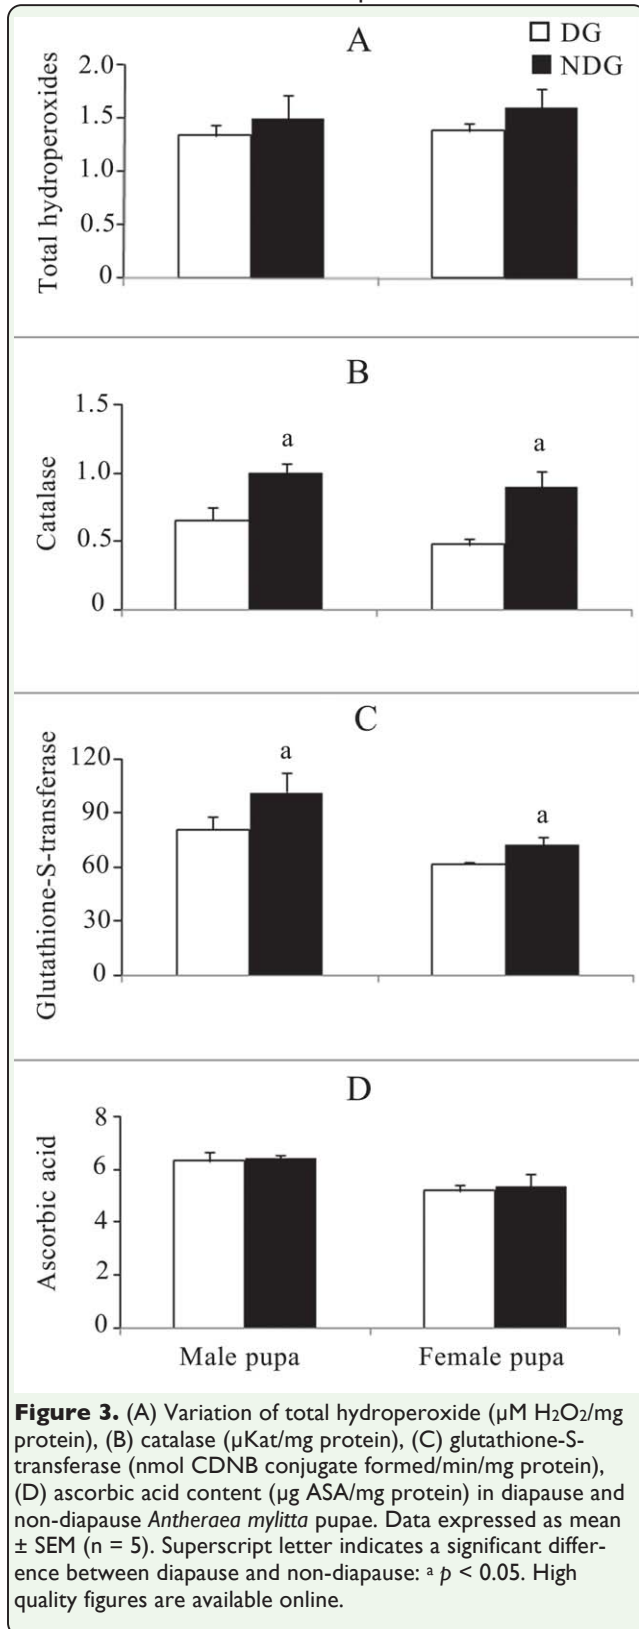 A
DG
NDG
Total hydroperoxides
2.0
1.5
1.0
0.5
0
B
Catalase
1.5
1.0
0.5
0
a
a
C
Glutathione-S-transferase
120
90
60
30
0
a
a
D
Ascorbic acid
8
6
4
2
0
Male pupa Female pupa
Figure 3. (A) Variation of total hydroperoxide (µM H₂O₂/mg
protein), (B) catalase (µKat/mg protein), (C) glutathione-S-
transferase (nmol CDNB conjugate formed/min/mg protein),
(D) ascorbic acid content (µg ASA/mg protein) in diapause and
non-diapause Antheraea mylitta pupae. Data expressed as mean
± SEM (n = 5). Superscript letter indicates a significant differ-
ence between diapause and non-diapause: ᵃ p < 0.05. High
quality figures are available online.